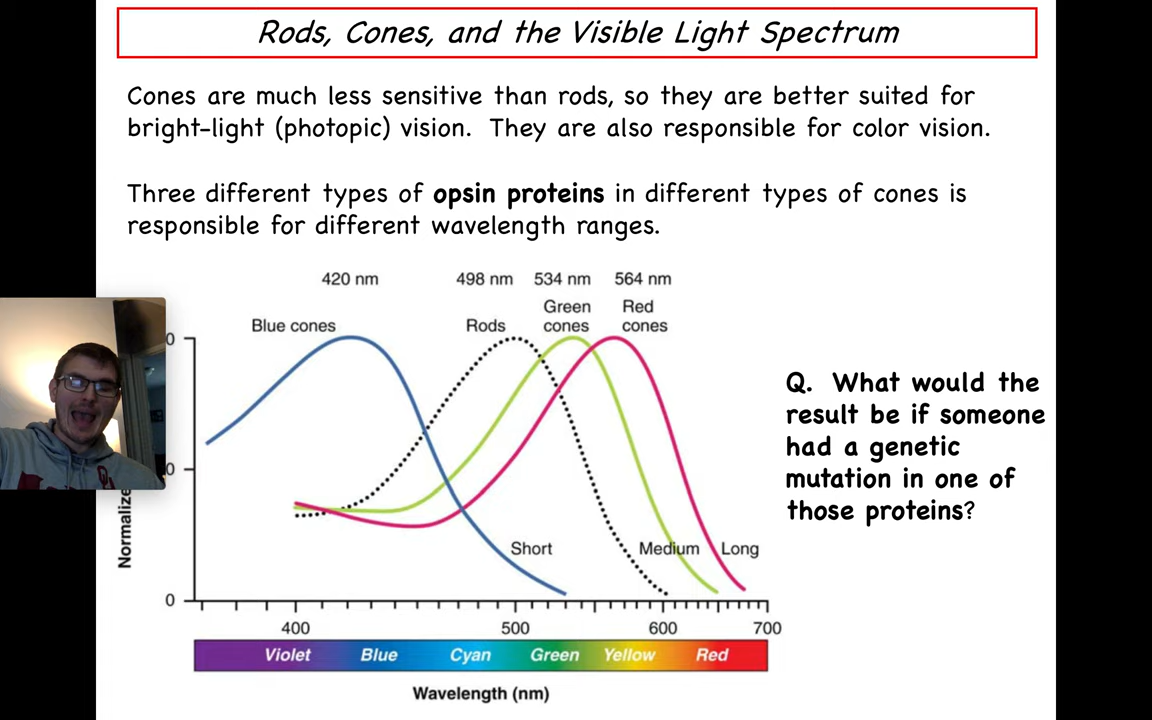 Rods, Cones, and the Visible Light Spectrum
Cones are much less sensitive than rods, so they are better suited for
bright-light (photopic) vision. They are also responsible for color vision.
Three different types of opsin proteins in different types of cones is
responsible for different wavelength ranges.
420 nm 498 nm 534 nm 564 nm
Blue cones Rods Green cones Red cones
Q. What would the
result be if someone
had a genetic
mutation in one of
those proteins?
Short Medium Long
0
400 500 600 700
Violet Blue Cyan Green Yellow Red
Wavelength (nm)